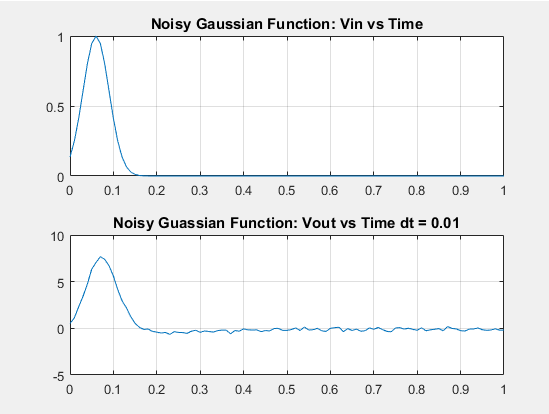 Noisy Gaussian Function: Vin vs Time
1
0.5
0
0 0.1 0.2 0.3 0.4 0.5 0.6 0.7 0.8 0.9 1
Noisy Guassian Function: Vout vs Time dt = 0.01
10
5
0
-5
0 0.1 0.2 0.3 0.4 0.5 0.6 0.7 0.8 0.9 1